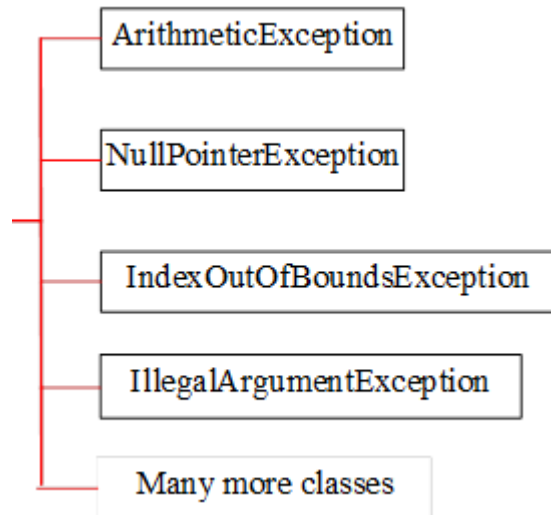 ArithmeticException
NullPointerException
IndexOutOfBoundsException
IllegalArgumentException
Many more classes